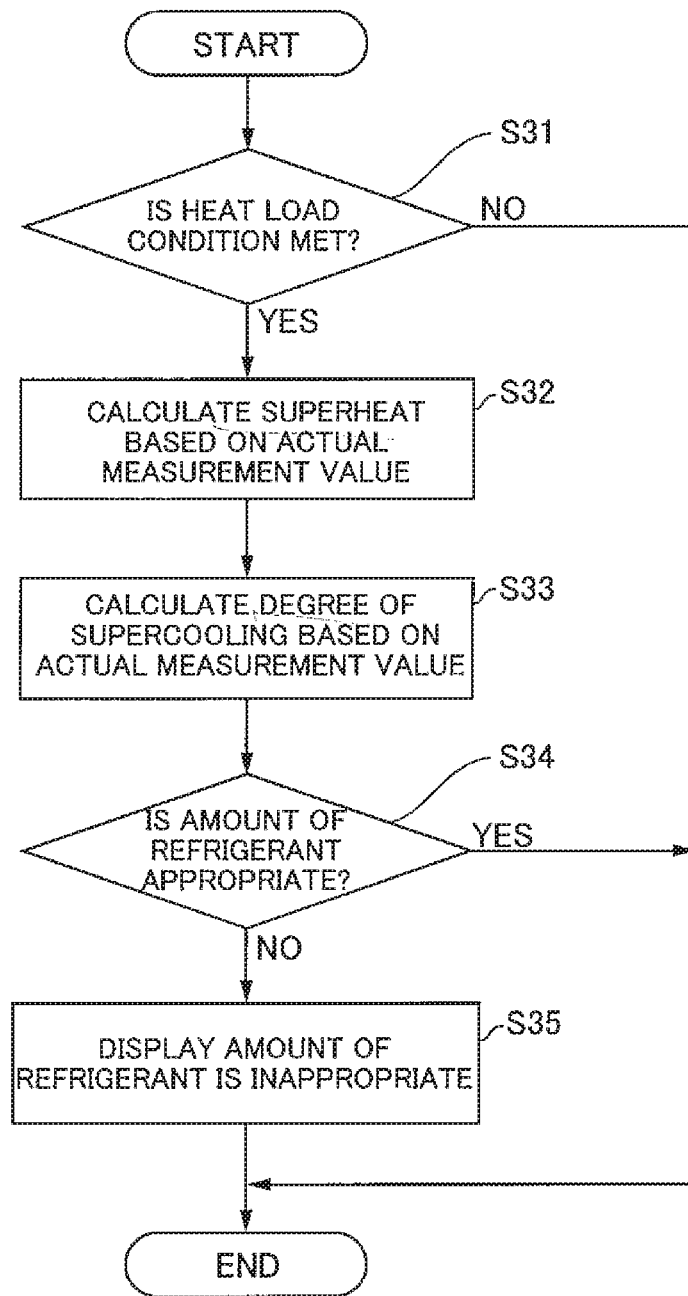 START
S31
IS HEAT LOAD
CONDITION MET?
NO
YES
S32
CALCULATE SUPERHEAT
BASED ON ACTUAL
MEASUREMENT VALUE
S33
CALCULATE DEGREE OF
SUPERCOOLING BASED ON
ACTUAL MEASUREMENT VALUE
S34
IS AMOUNT OF
REFRIGERANT
APPROPRIATE?
YES
NO
S35
DISPLAY AMOUNT OF
REFRIGERANT IS INAPPROPRIATE
END